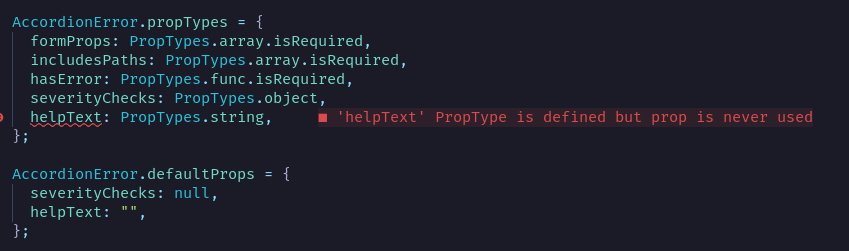 AccordionError.propTypes = {
  formProps: PropTypes.array.isRequired,
  includesPaths: PropTypes.array.isRequired,
  hasError: PropTypes.func.isRequired,
  severityChecks: PropTypes.object,
  helpText: PropTypes.string,     ■ 'helpText' PropType is defined but prop is never used
};

AccordionError.defaultProps = {
  severityChecks: null,
  helpText: "",
};